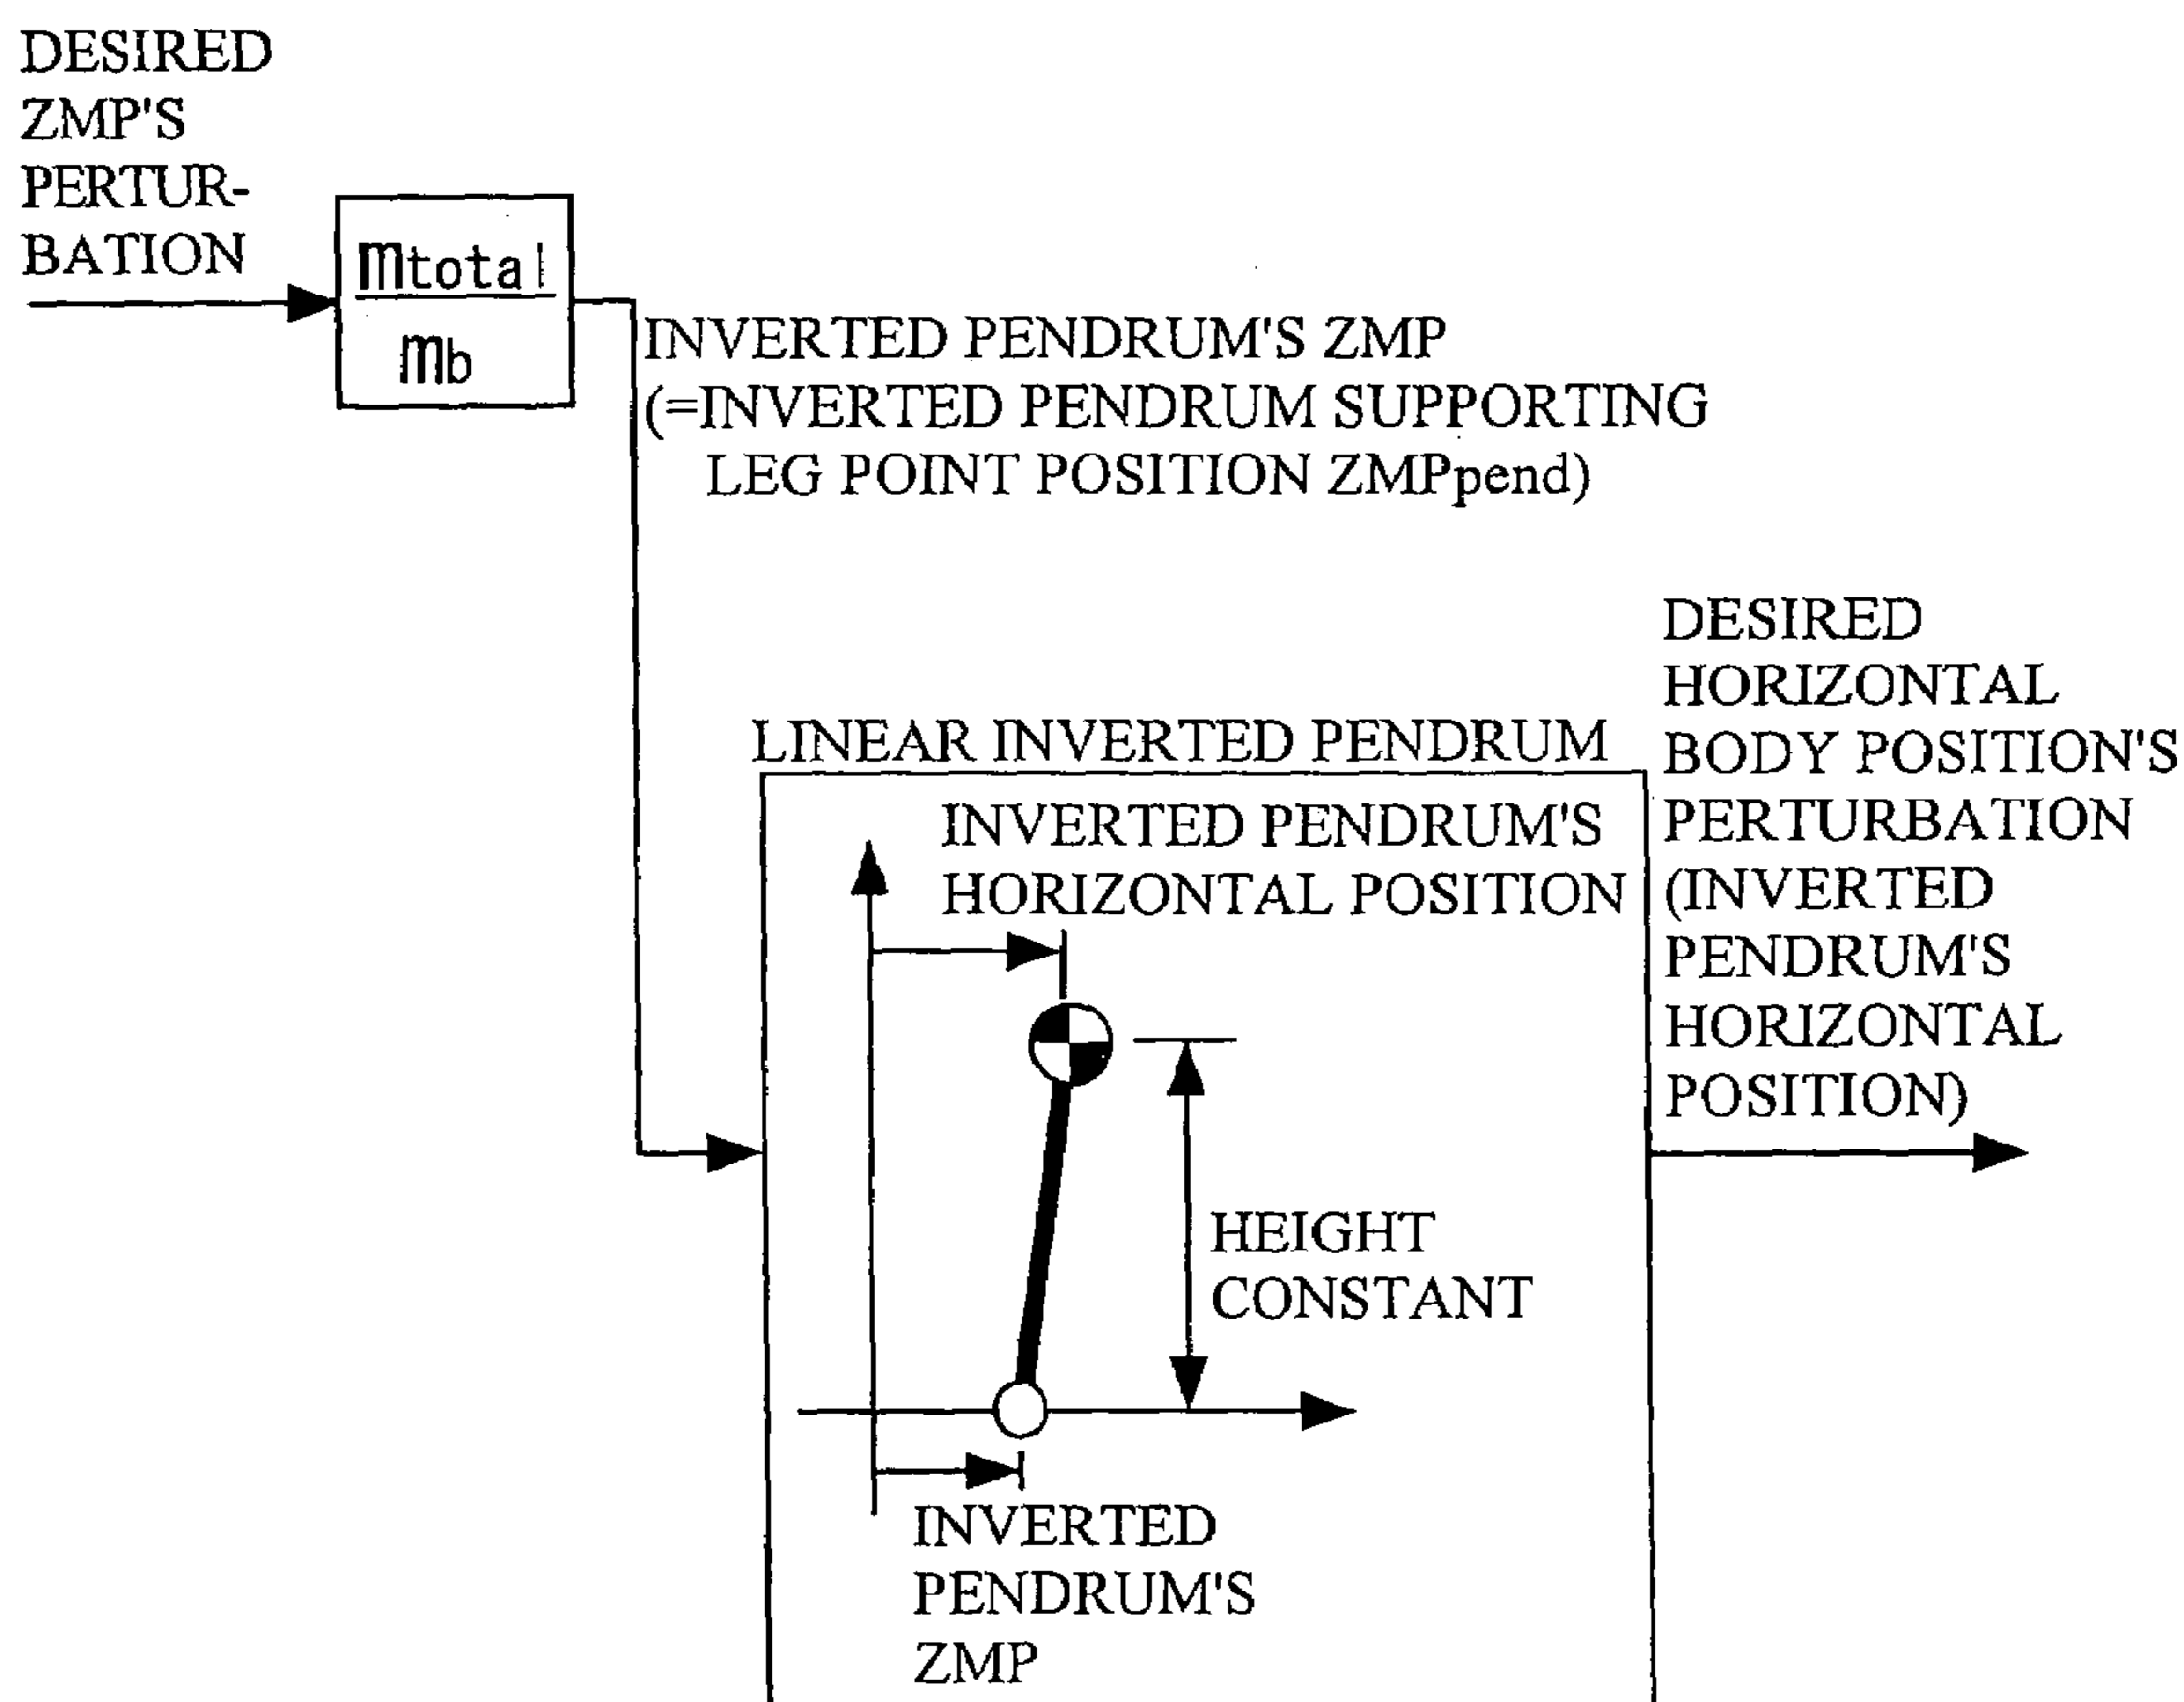 DESIRED
ZMP'S
PERTUR-
BATION
mtotal
mb
INVERTED PENDRUM'S ZMP
(=INVERTED PENDRUM SUPPORTING
LEG POINT POSITION ZMPpend)
DESIRED
HORIZONTAL
BODY POSITION'S
PERTURBATION
(INVERTED
PENDRUM'S
HORIZONTAL
POSITION)
LINEAR INVERTED PENDRUM
INVERTED PENDRUM'S
HORIZONTAL POSITION
HEIGHT
CONSTANT
INVERTED
PENDRUM'S
ZMP